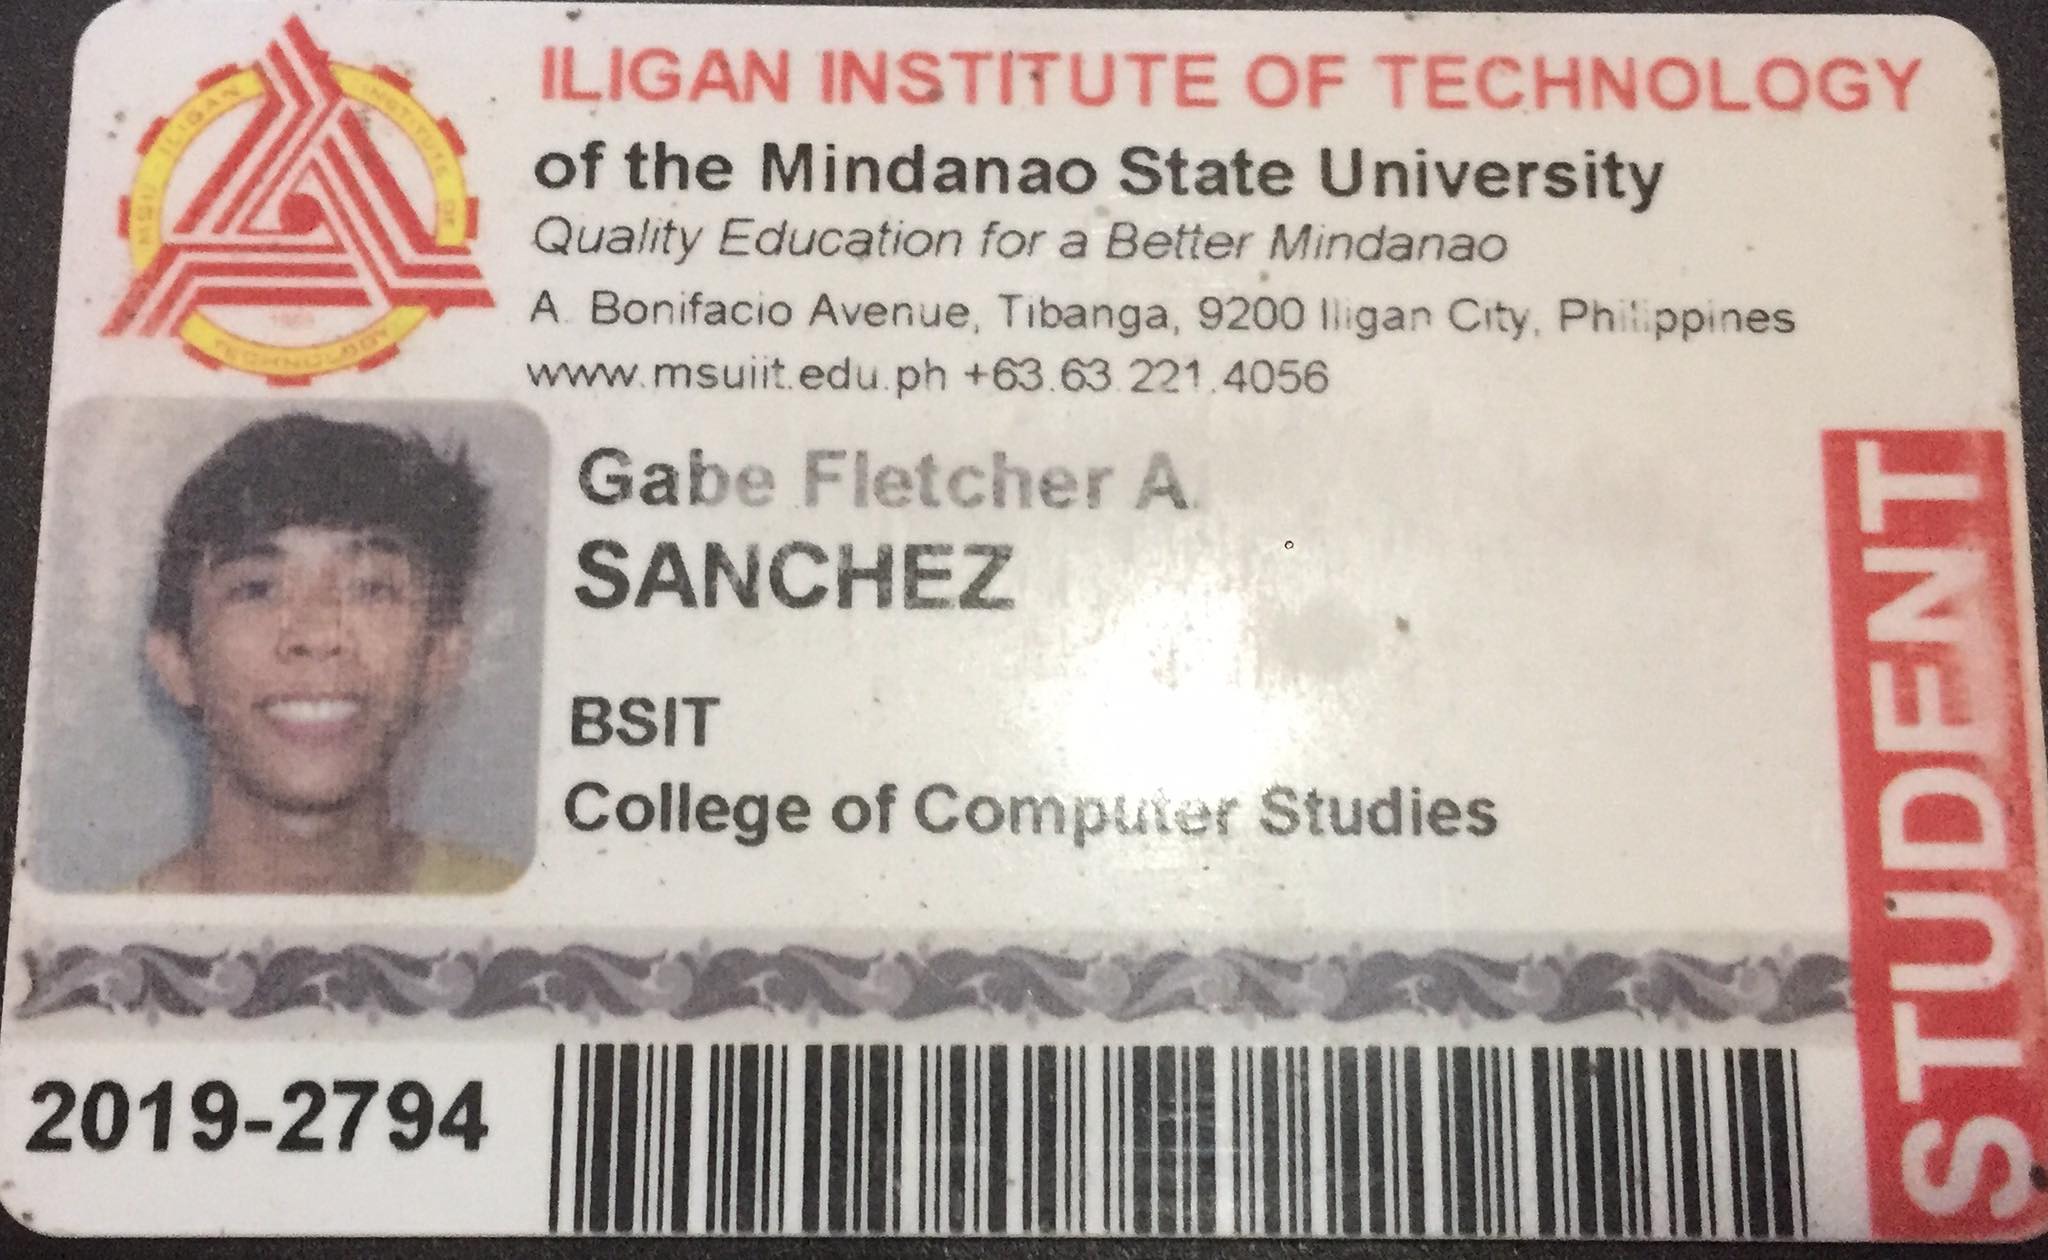 ILIGAN INSTITUTE OF TECHNOLOGY
of the Mindanao State University
Quality Education for a Better Mindanao
A. Bonifacio Avenue, Tibanga, 9200 Iligan City, Philippines
www.msuiit.edu.ph +63.63.221.4056
MSU ILIGAN INSTITUTE OF
TECHNOLOGY
Gabe Fletcher A.
SANCHEZ
BSIT
College of Computer Studies
STUDENT
2019-2794